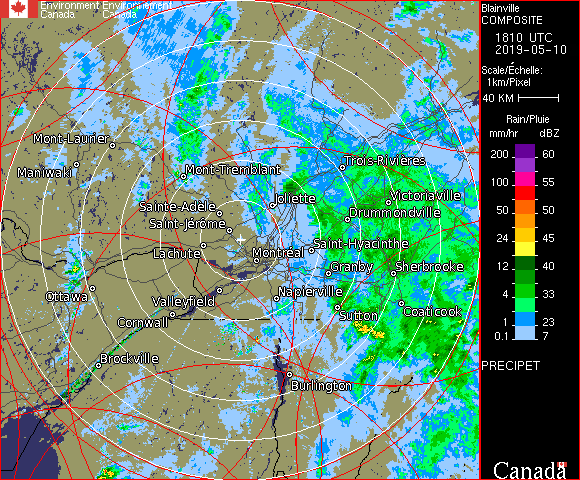 Environment Environnement
Canada Canada
Blainville
COMPOSITE
1810 UTC
2019-05-10
Scale/Échelle:
1km/Pixel
40 KM
Rain/Pluie
mm/hr dBZ
200 60
100 55
50 50
24 45
12 40
4 33
1 23
0.1 7
PRECIPET
Canada
Mont-Laurier
Maniwaki
Mont-Tremblant
Trois-Rivières
Sainte-Adèle
Joliette
Victoriaville
Saint-Jérôme
Drummondville
Lachute
Montréal
Saint-Hyacinthe
Granby
Sherbrooke
Ottawa
Valleyfield
Napierville
Cornwall
Sutton
Coaticook
Brockville
Burlington